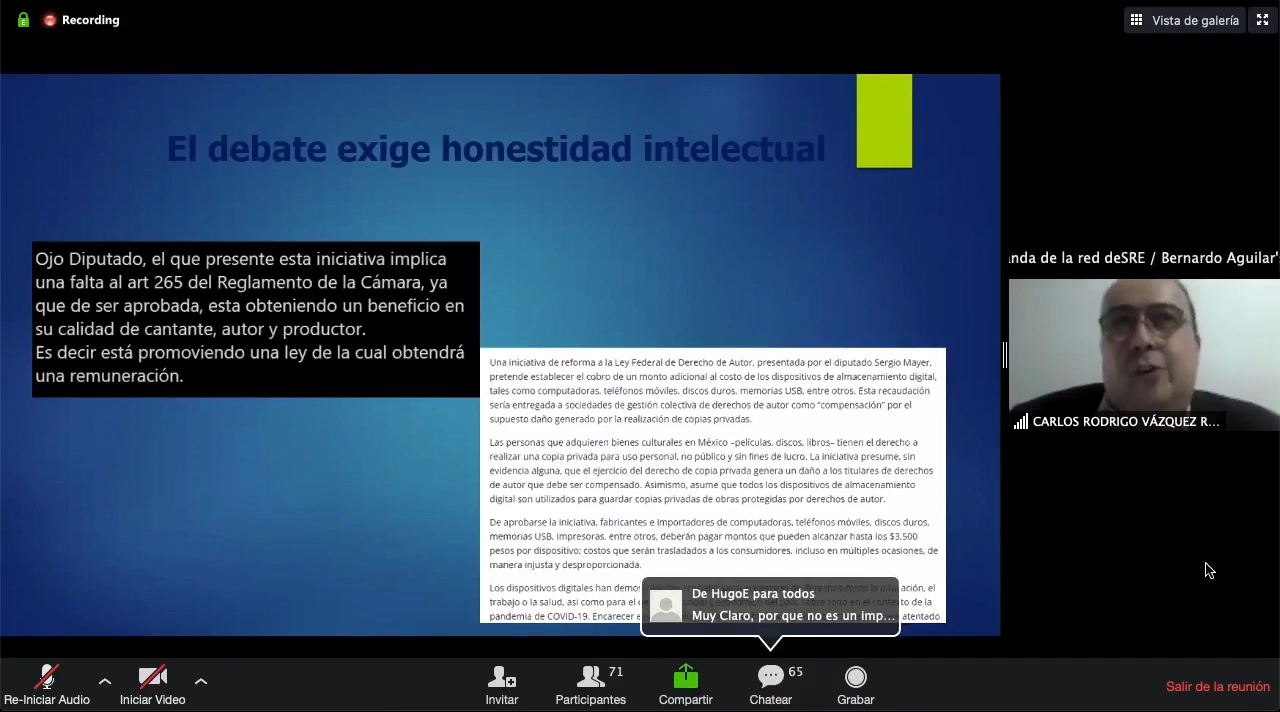 Recording
Vista de galería
El debate exige honestidad intelectual
Ojo Diputado, el que presente esta iniciativa implica
una falta al art 265 del Reglamento de la Cámara, ya
que de ser aprobada, esta obteniendo un beneficio en
su calidad de cantante, autor y productor.
Es decir está promoviendo una ley de la cual obtendrá
una remuneración.
Una iniciativa de reforma a la Ley Federal de Derecho de Autor, presentada por el diputado Sergio Mayer,
pretende establecer el cobro de un monto adicional al costo de los dispositivos de almacenamiento digital,
tales como computadoras, teléfonos móviles, discos duros, memorias USB, entre otros. Esta recaudación
sería entregada a sociedades de gestión colectiva de derechos de autor como “compensación” por el
supuesto daño generado por la realización de copias privadas.
Las personas que adquieren bienes culturales en México –películas, discos, libros– tienen el derecho a
realizar una copia privada para uso personal, no público y sin fines de lucro. La iniciativa presume, sin
evidencia alguna, que el ejercicio del derecho de copia privada genera un daño a los titulares de derechos
de autor que debe ser compensado. Asimismo, asume que todos los dispositivos de almacenamiento
digital son utilizados para guardar copias privadas de obras protegidas por derechos de autor.
De aprobarse la iniciativa, fabricantes e importadores de computadoras, teléfonos móviles, discos duros,
memorias USB, impresoras, entre otros, deberán pagar montos que pueden alcanzar hasta los $3,500
pesos por dispositivo; costos que serán trasladados a los consumidores, incluso en múltiples ocasiones, de
manera injusta y desproporcionada.
Los dispositivos digitales han demos
ación, el
trabajo o la salud, así como para el de
to de la
pandemia de COVID-19. Encarecer e
atentado
De HugoE para todos
Muy Claro, por que no es un imp...
anda de la red deSRE / Bernardo Aguilar's
CARLOS RODRIGO VÁZQUEZ R...
Re-Iniciar Audio
Iniciar Video
Invitar
71
Participantes
Compartir
65
Chatear
Grabar
Salir de la reunión